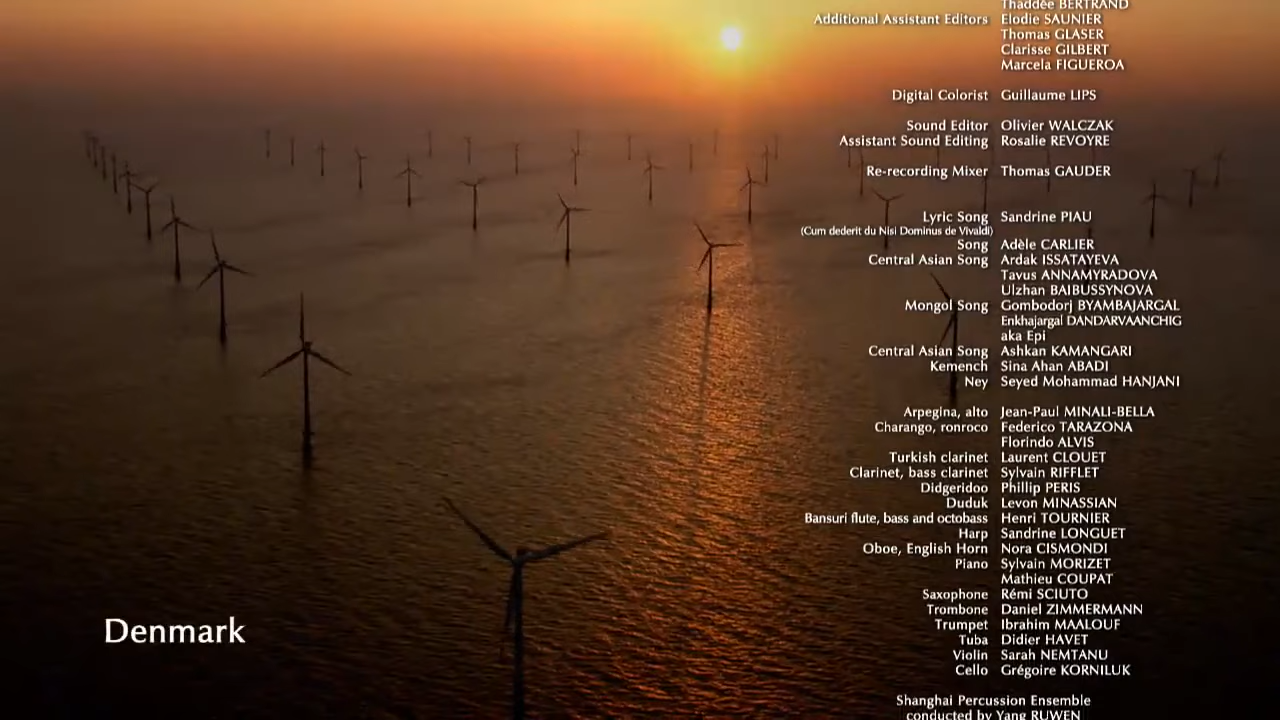 Thaddée BERTRAND
Additional Assistant Editors Elodie SAUNIER
Thomas GLASER
Clarisse GILBERT
Marcela FIGUEROA
Digital Colorist Guillaume LIPS
Sound Editor Olivier WALCZAK
Assistant Sound Editing Rosalie REVOYRE
Re-recording Mixer Thomas GAUDER
Lyric Song Sandrine PIAU
(Cum dederit du Nisi Dominus de Vivaldi)
Song Adèle CARLIER
Central Asian Song Ardak ISSATAYEVA
Tavus ANNAMYRADOVA
Ulzhan BAIBUSSYNOVA
Mongol Song Gombodorj BYAMBAJARGAL
Enkhajargal DANDARVAANCHIG
aka Epi
Central Asian Song Ashkan KAMANGARI
Kemench Sina Ahan ABADI
Ney Seyed Mohammad HANJANI
Arpegina, alto Jean-Paul MINALI-BELLA
Charango, ronroco Federico TARAZONA
Florindo ALVIS
Turkish clarinet Laurent CLOUET
Clarinet, bass clarinet Sylvain RIFFLET
Didgeridoo Phillip PERIS
Duduk Levon MINASSIAN
Bansuri flute, bass and octobass Henri TOURNIER
Harp Sandrine LONGUET
Oboe, English Horn Nora CISMONDI
Piano Sylvain MORIZET
Mathieu COUPAT
Saxophone Rémi SCIUTO
Trombone Daniel ZIMMERMANN
Trumpet Ibrahim MAALOUF
Tuba Didier HAVET
Violin Sarah NEMTANU
Cello Grégoire KORNILUK
Shanghai Percussion Ensemble
conducted by Yang RUWEN
Denmark